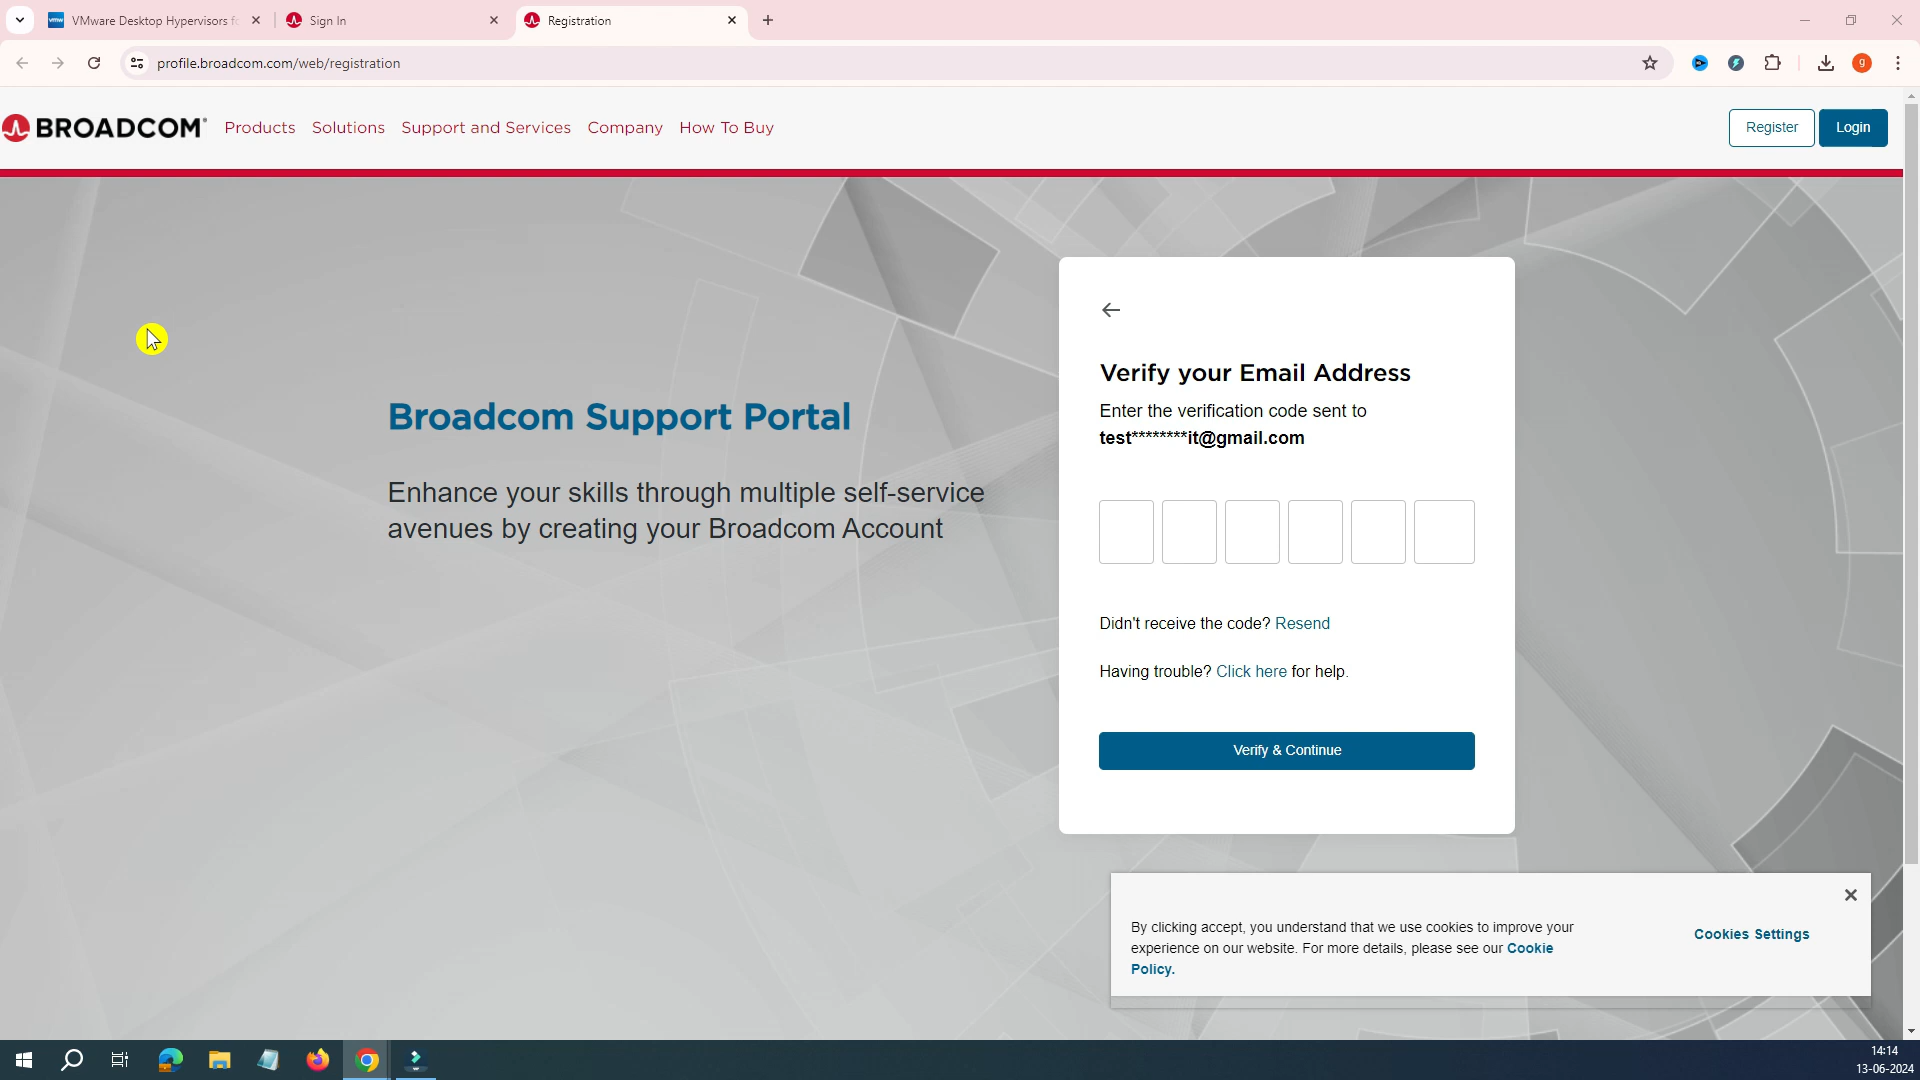 VMware Desktop Hypervisors fo
Sign In
Registration
profile.broadcom.com/web/registration
g
BROADCOM
Products
Solutions
Support and Services
Company
How To Buy
Register
Login
Broadcom Support Portal
Enhance your skills through multiple self-service
avenues by creating your Broadcom Account
Verify your Email Address
Enter the verification code sent to
test********it@gmail.com
Didn't receive the code? Resend
Having trouble? Click here for help.
Verify & Continue
By clicking accept, you understand that we use cookies to improve your
experience on our website. For more details, please see our Cookie
Policy.
Cookies Settings
14:14
13-06-2024